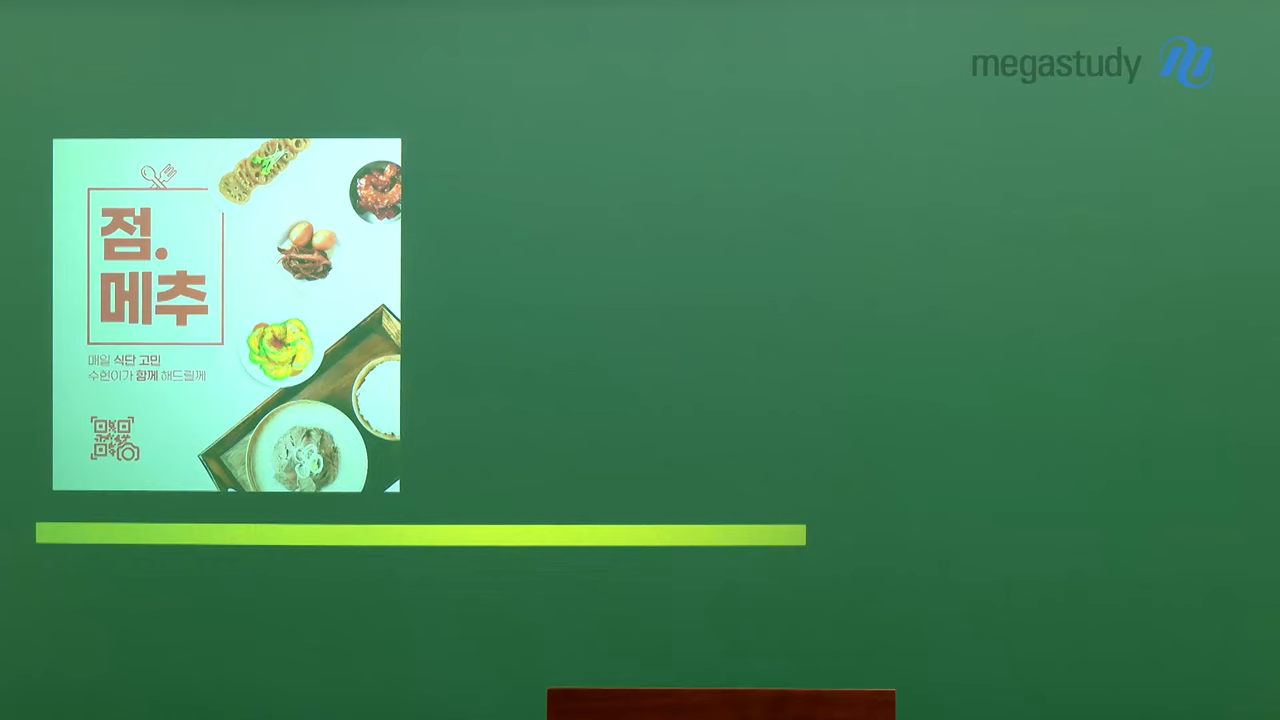 megastudy
점.
메추
매일 식단 고민
수현이가 함께 해드릴께